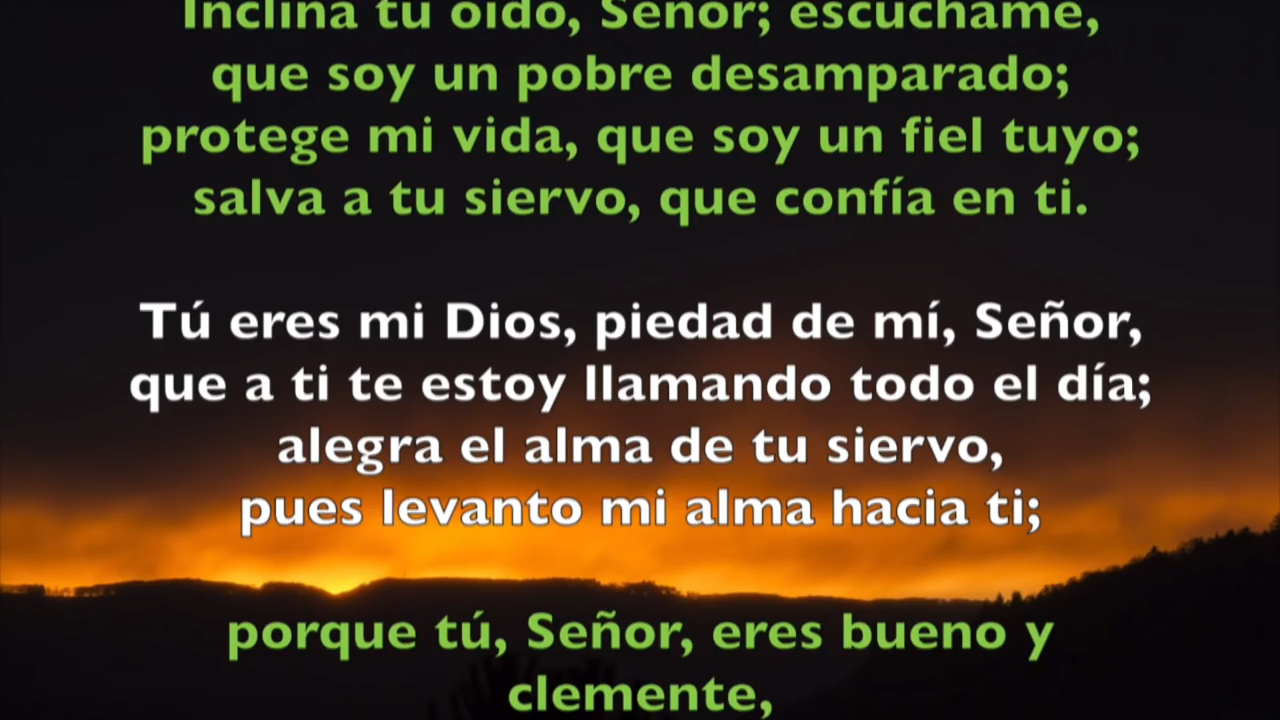 Inclina tu oído, Señor; escúchame,
que soy un pobre desamparado;
protege mi vida, que soy un fiel tuyo;
salva a tu siervo, que confía en ti.
Tú eres mi Dios, piedad de mí, Señor,
que a ti te estoy llamando todo el día;
alegra el alma de tu siervo,
pues levanto mi alma hacia ti;
porque tú, Señor, eres bueno y
clemente,